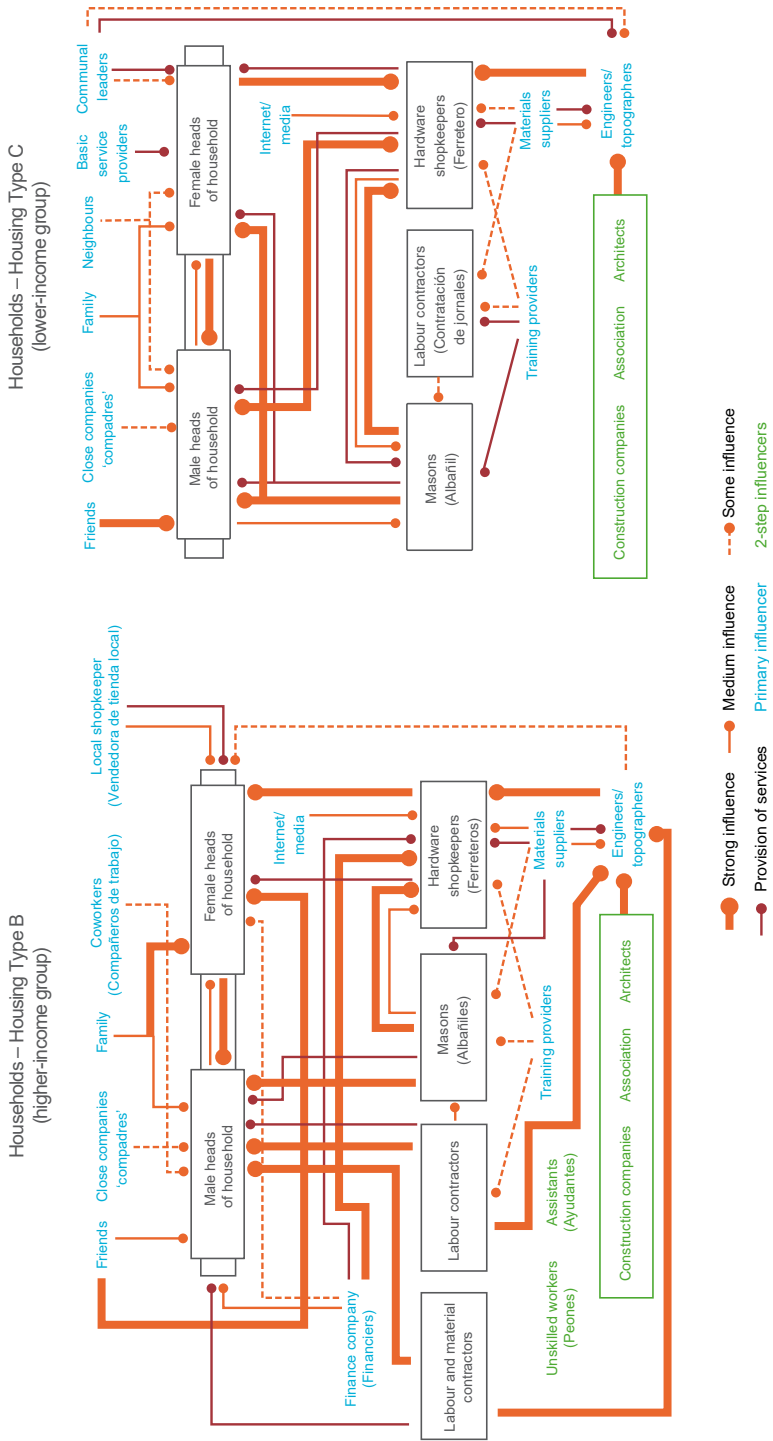 Households – Housing Type B
(higher-income group)
Friends
Close companies
'compadres'
Family
Coworkers
(Compañeros de trabajo)
Local shopkeeper
(Vendedora de tienda local)
Male heads
of household
Female heads
of household
Finance company
(Financiers)
Internet/
media
Labour and material
contractors
Labour contractors
Masons
(Albañiles)
Hardware
shopkeepers
(Ferreteros)
Unskilled workers
(Peones)
Assistants
(Ayudantes)
Training providers
Materials
suppliers
Engineers/
topographers
Construction companies
Association
Architects
Households – Housing Type C
(lower-income group)
Friends
Close companies
'compadres'
Family
Neighbours
Basic
service
providers
Communal
leaders
Male heads
of household
Female heads
of household
Internet/
media
Masons
(Albañil)
Labour contractors
(Contratación
de jornales)
Hardware
shopkeepers
(Ferretero)
Training providers
Materials
suppliers
Engineers/
topographers
Construction companies
Association
Architects
Strong influence
Medium influence
Some influence
Provision of services
Primary influencer
2-step influencers